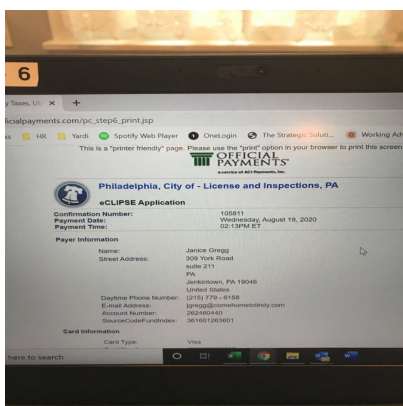 6
y Taxes, Uti × +
ficialpayments.com/pc_step6_print.jsp
HR Yardi Spotify Web Player OneLogin The Strategic Soluti... Working Adv
This is a "printer friendly" page. Please use the "print" option in your browser to print this screen
OFFICIAL
PAYMENTS
A service of ACI Payments, Inc.
Philadelphia, City of - License and Inspections, PA
eCLIPSE Application
Confirmation Number: 105811
Payment Date: Wednesday, August 19, 2020
Payment Time: 02:13PM ET
Payer Information
Name: Janice Gregg
Street Address: 309 York Road
suite 211
PA
Jenkintown, PA 19046
United States
Daytime Phone Number: (215) 779 - 6158
E-mail Address: jgregg@comehometolindy.com
Account Number: 262460440
SourceCodeFundIndex: 361601263601
Card Information
Card Type: Visa
here to search